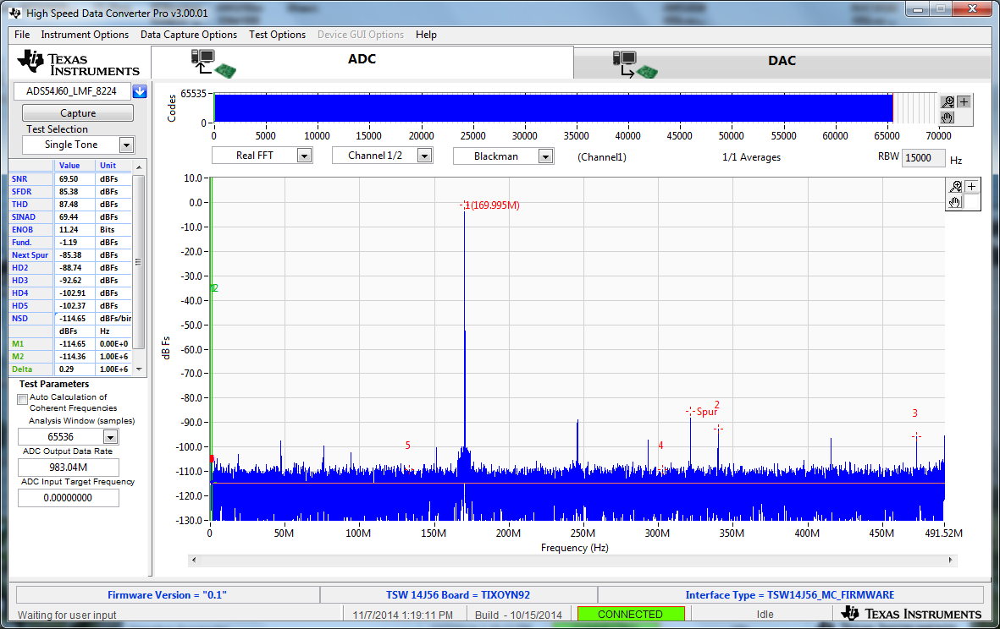 High Speed Data Converter Pro v3.00.01
File Instrument Options Data Capture Options Test Options Device GUI Options Help
TEXAS INSTRUMENTS
ADC
DAC
ADS54J60_LMF_8224
Capture
Test Selection
Single Tone
Value Unit
SNR 69.50 dBFs
SFDR 85.38 dBFs
THD 87.48 dBFs
SINAD 69.44 dBFs
ENOB 11.24 Bits
Fund. -1.19 dBFs
Next Spur -85.38 dBFs
HD2 -88.74 dBFs
HD3 -92.62 dBFs
HD4 -102.91 dBFs
HD5 -102.37 dBFs
NSD -114.65 dBFs/bin
dBFs Hz
M1 -114.65 0.00E+0
M2 -114.36 1.00E+6
Delta 0.29 1.00E+6
Test Parameters
Auto Calculation of
Coherent Frequencies
Analysis Window (samples)
65536
ADC Output Data Rate
983.04M
ADC Input Target Frequency
0.00000000
Codes
65535
0
0 5000 10000 15000 20000 25000 30000 35000 40000 45000 50000 55000 60000 65000 70000
Real FFT Channel 1/2 Blackman (Channel1) 1/1 Averages RBW 15000 Hz
dB Fs
10.0
0.0
-10.0
-20.0
-30.0
-40.0
-50.0
-60.0
-70.0
-80.0
-90.0
-100.0
-110.0
-120.0
-130.0
1(169.995M)
2
Spur
2
3
4
5
0 50M 100M 150M 200M 250M 300M 350M 400M 450M 491.52M
Frequency (Hz)
Firmware Version = "0.1" TSW 14J56 Board = TIXOYN92 Interface Type = TSW14J56_MC_FIRMWARE
Waiting for user input 11/7/2014 1:19:11 PM Build - 10/15/2014 CONNECTED Idle TEXAS INSTRUMENTS